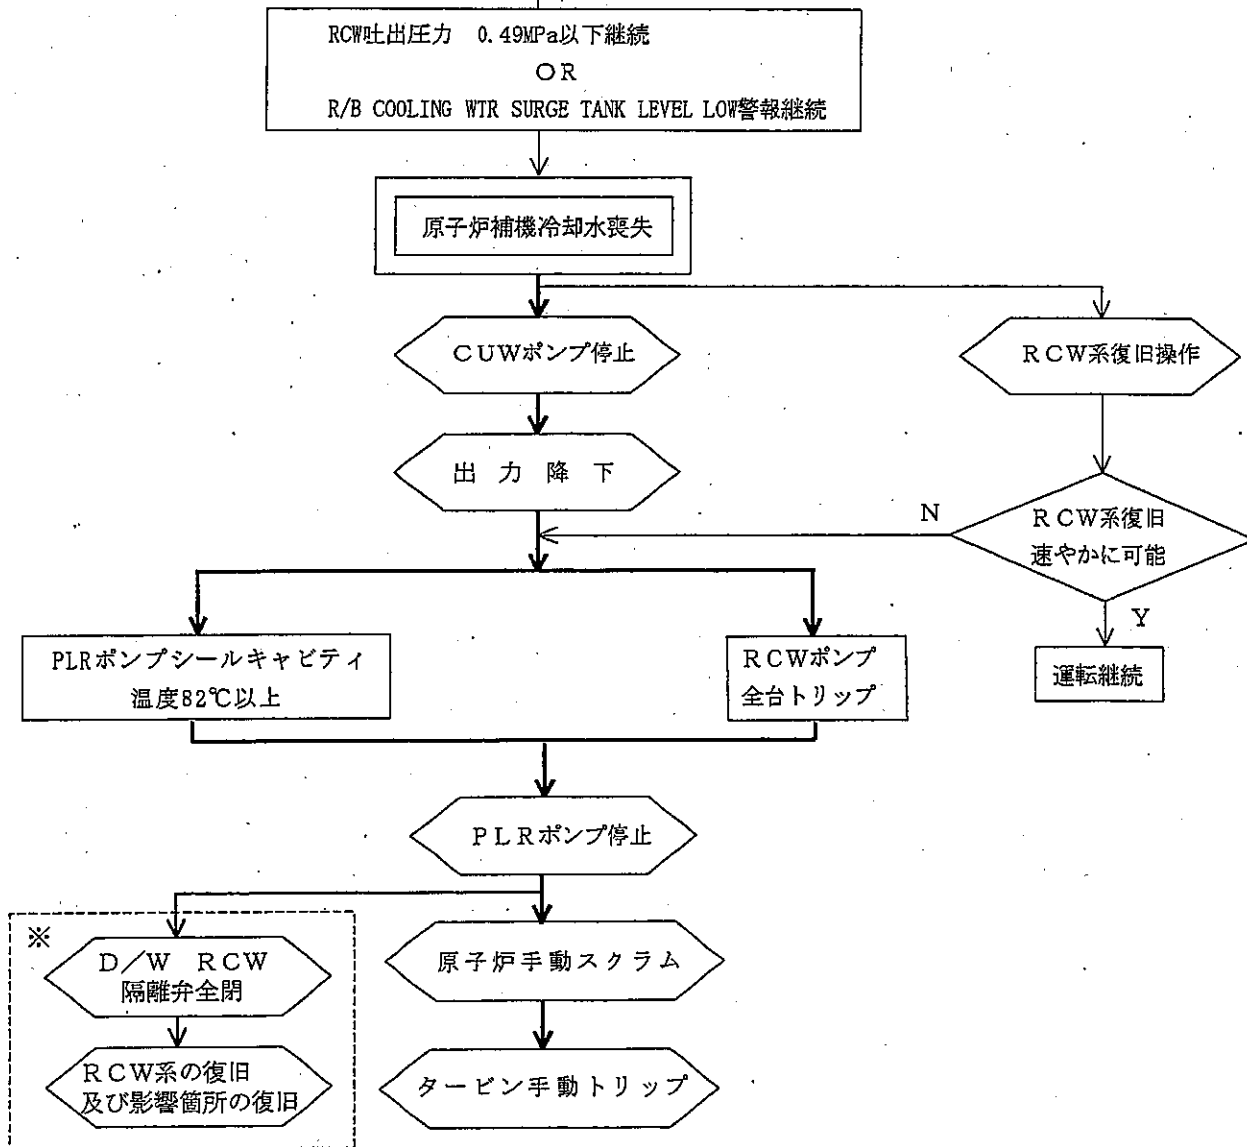 RCW吐出圧力 0.49MPa以下継続
OR
R/B COOLING WTR SURGE TANK LEVEL LOW警報継続
原子炉補機冷却水喪失
CUWポンプ停止
RCW系復旧操作
出力降下
N
RCW系復旧
速やかに可能
Y
PLRポンプシールキャビティ
温度82℃以上
RCWポンプ
全台トリップ
運転継続
PLRポンプ停止
※
D/W RCW
隔離弁全閉
原子炉手動スクラム
RCW系の復旧
及び影響箇所の復旧
タービン手動トリップ